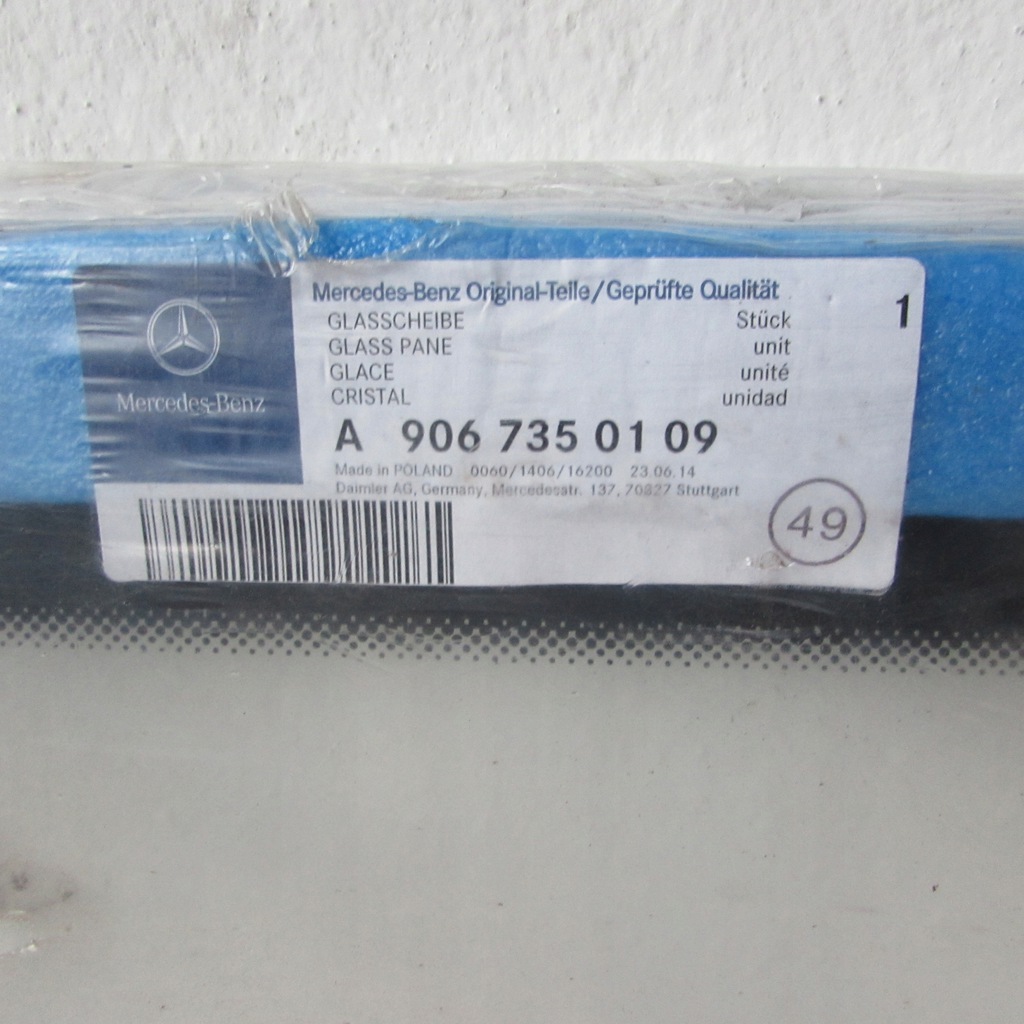 Mercedes-Benz
Mercedes-Benz Original-Teile/Geprüfte Qualität
GLASSCHEIBE Stück 1
GLASS PANE unit
GLACE unité
CRISTAL unidad
A 906 735 01 09
Made in POLAND 0060/1406/16200 23.06.14
Daimler AG, Germany, Mercedesstr. 137, 70327 Stuttgart
49